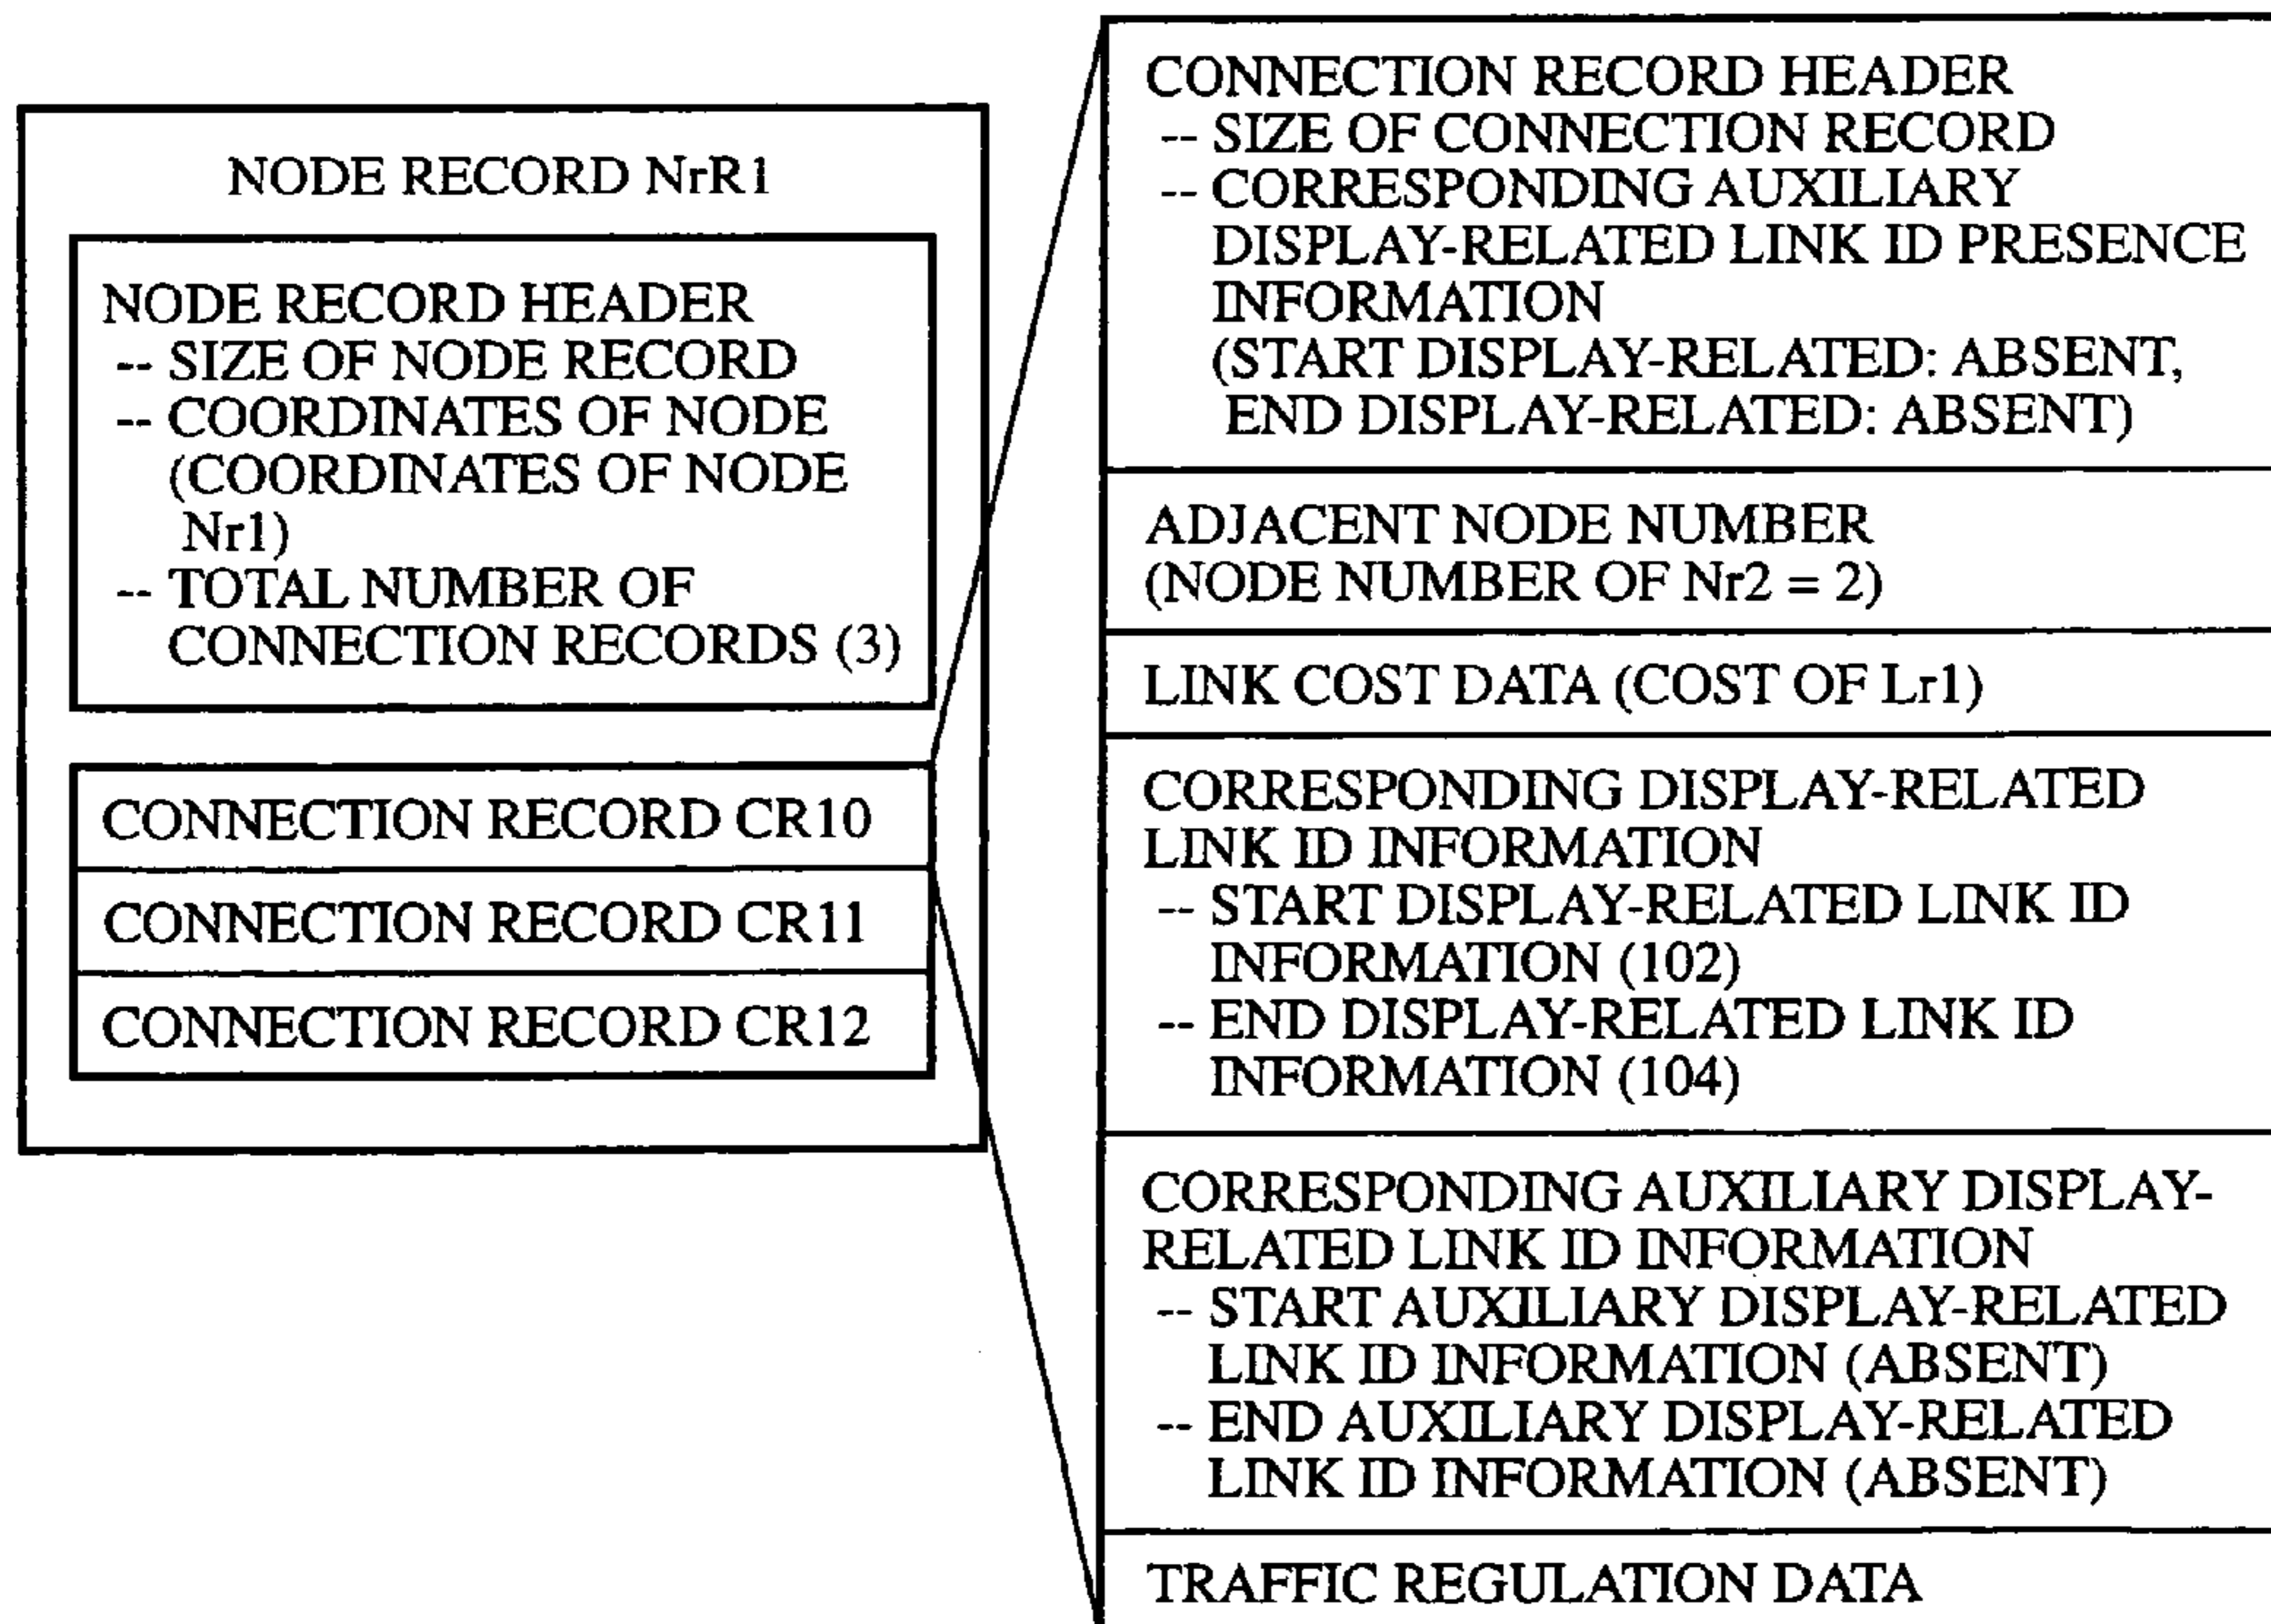 NODE RECORD NrR1
NODE RECORD HEADER
-- SIZE OF NODE RECORD
-- COORDINATES OF NODE
(COORDINATES OF NODE
Nr1)
-- TOTAL NUMBER OF
CONNECTION RECORDS (3)
CONNECTION RECORD CR10
CONNECTION RECORD CR11
CONNECTION RECORD CR12
CONNECTION RECORD HEADER
-- SIZE OF CONNECTION RECORD
-- CORRESPONDING AUXILIARY
DISPLAY-RELATED LINK ID PRESENCE
INFORMATION
(START DISPLAY-RELATED: ABSENT,
END DISPLAY-RELATED: ABSENT)
ADJACENT NODE NUMBER
(NODE NUMBER OF Nr2 = 2)
LINK COST DATA (COST OF Lr1)
CORRESPONDING DISPLAY-RELATED
LINK ID INFORMATION
-- START DISPLAY-RELATED LINK ID
INFORMATION (102)
-- END DISPLAY-RELATED LINK ID
INFORMATION (104)
CORRESPONDING AUXILIARY DISPLAY-
RELATED LINK ID INFORMATION
-- START AUXILIARY DISPLAY-RELATED
LINK ID INFORMATION (ABSENT)
-- END AUXILIARY DISPLAY-RELATED
LINK ID INFORMATION (ABSENT)
TRAFFIC REGULATION DATA